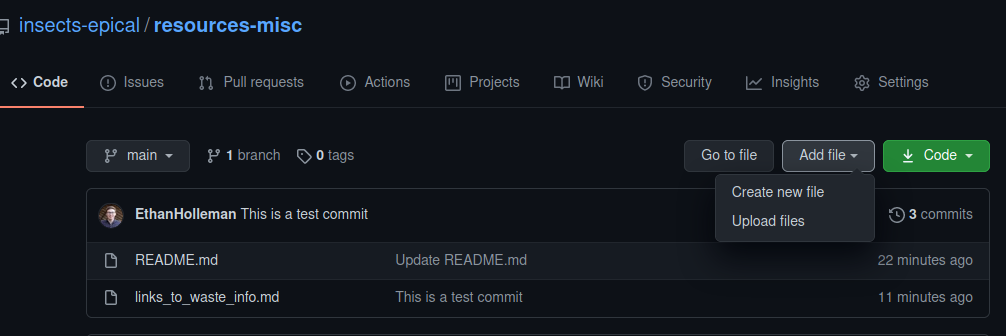 insects-epical / resources-misc
Code Issues Pull requests Actions Projects Wiki Security Insights Settings
main 1 branch 0 tags Go to file Add file Code
Create new file
Upload files
EthanHolleman This is a test commit 3 commits
README.md Update README.md 22 minutes ago
links_to_waste_info.md This is a test commit 11 minutes ago